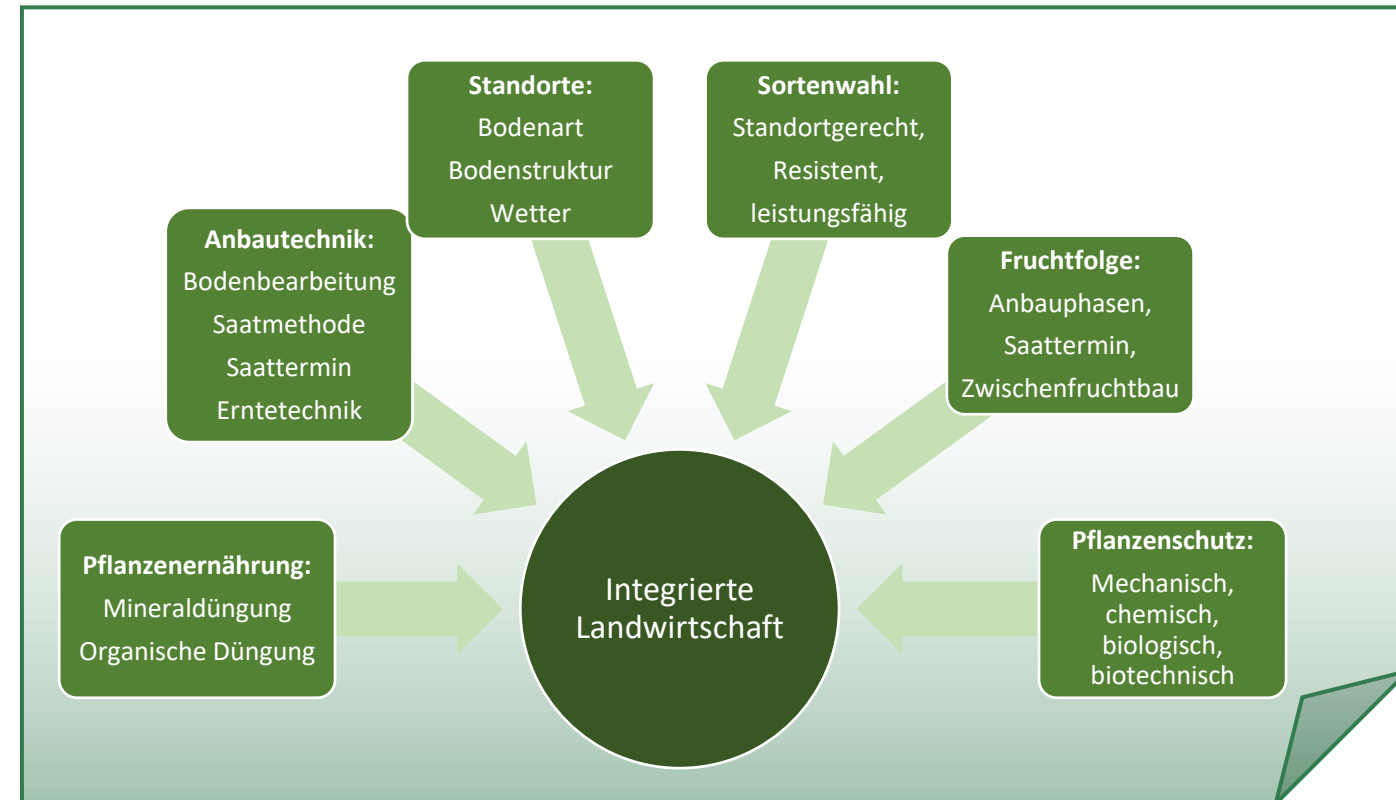 Standorte:
Bodenart
Bodenstruktur
Wetter
Sortenwahl:
Standortgerecht,
Resistent,
leistungsfähig
Anbautechnik:
Bodenbearbeitung
Saatmethode
Saattermin
Erntetechnik
Fruchtfolge:
Anbauphasen,
Saattermin,
Zwischenfruchtbau
Pflanzenernährung:
Mineraldüngung
Organische Düngung
Integrierte
Landwirtschaft
Pflanzenschutz:
Mechanisch,
chemisch,
biologisch,
biotechnisch